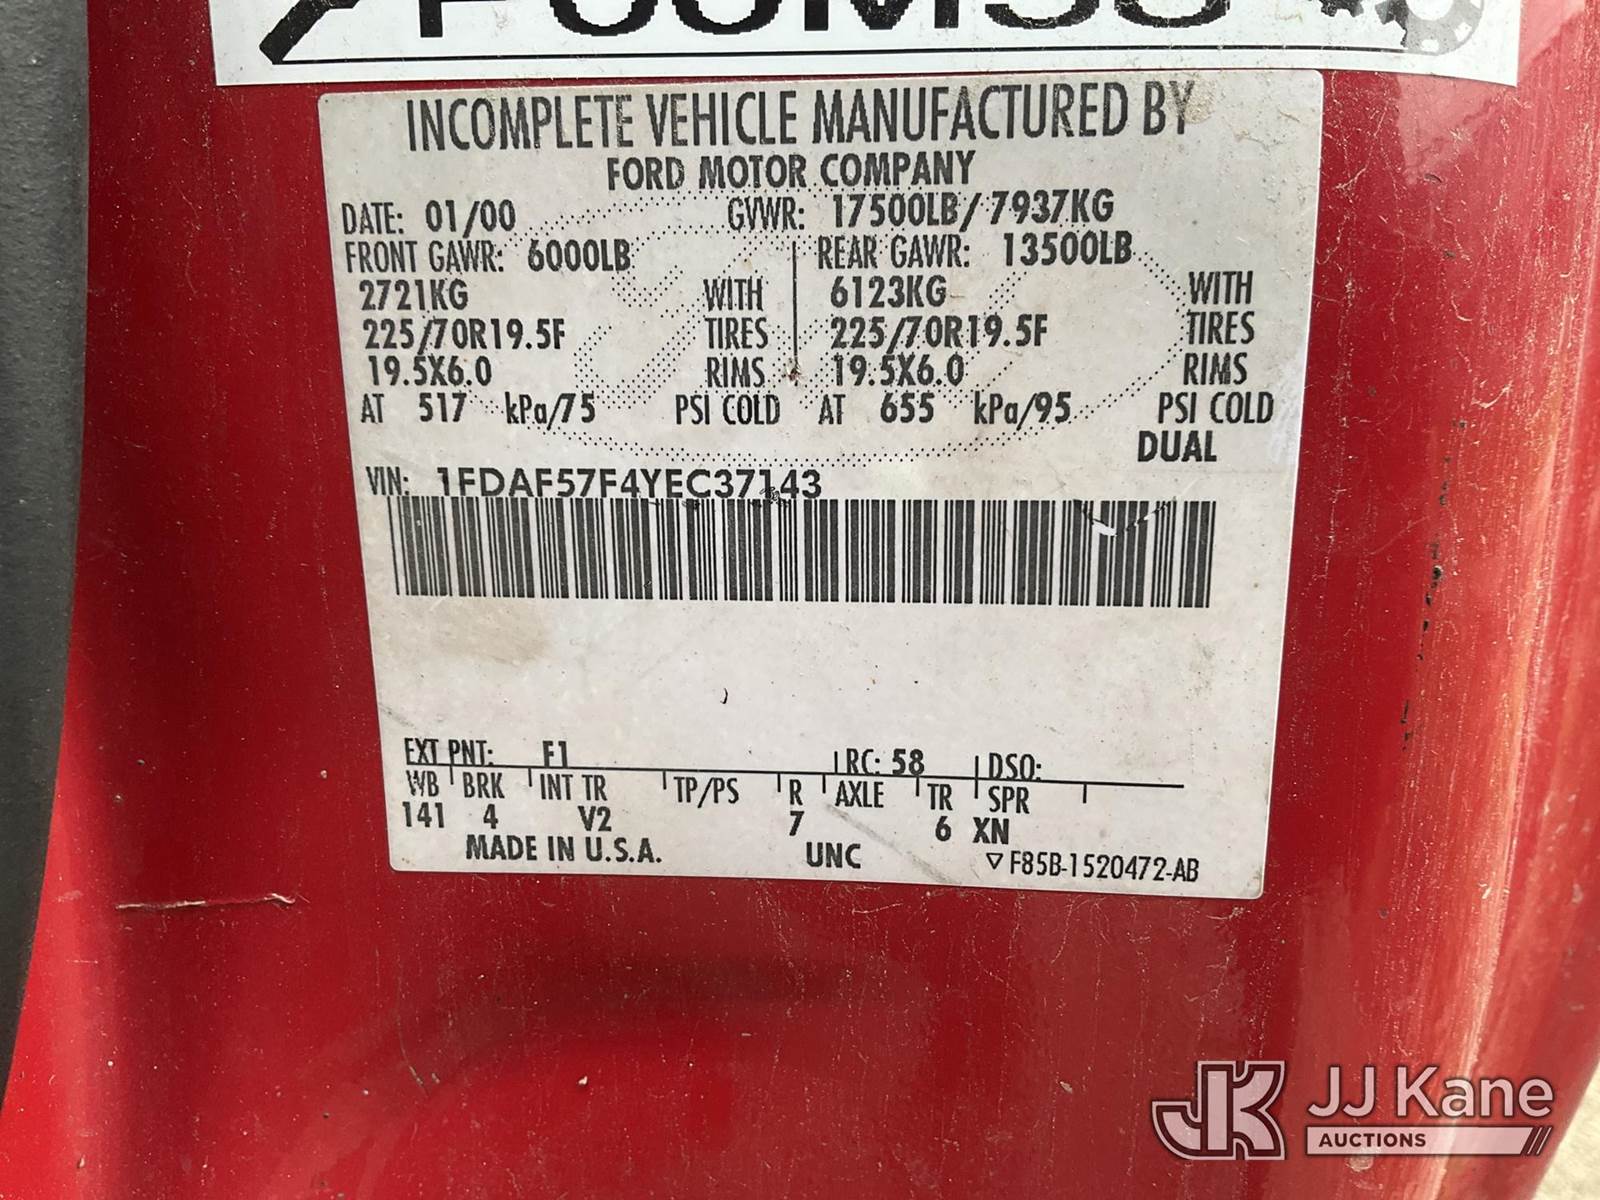 INCOMPLETE VEHICLE MANUFACTURED BY
FORD MOTOR COMPANY
DATE: 01/00 GVWR: 17500LB/7937KG
FRONT GAWR: 6000LB REAR GAWR: 13500LB
2721KG WITH 6123KG WITH
225/70R19.5F TIRES 225/70R19.5F TIRES
19.5X6.0 RIMS 19.5X6.0 RIMS
AT 517 kPa/75 PSI COLD AT 655 kPa/95 PSI COLD
DUAL
VIN: 1FDAF57F4YEC37143
EXT PNT: F1 RC: 58 DSO:
WB BRK INT TR TP/PS R AXLE TR SPR
141 4 V2 7 6 XN
MADE IN U.S.A. UNC F85B-1520472-AB
JK JJ Kane
AUCTIONS